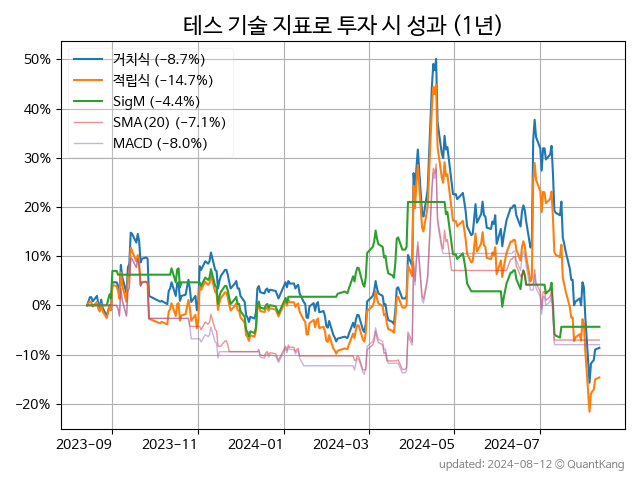 테스 기술 지표로 투자 시 성과 (1년)
거치식 (−8.7%)
적립식 (−14.7%)
SigM (−4.4%)
SMA(20) (−7.1%)
MACD (−8.0%)
50%
40%
30%
20%
10%
0%
−10%
−20%
2023-09
2023-11
2024-01
2024-03
2024-05
2024-07
updated: 2024-08-12 © QuantKang